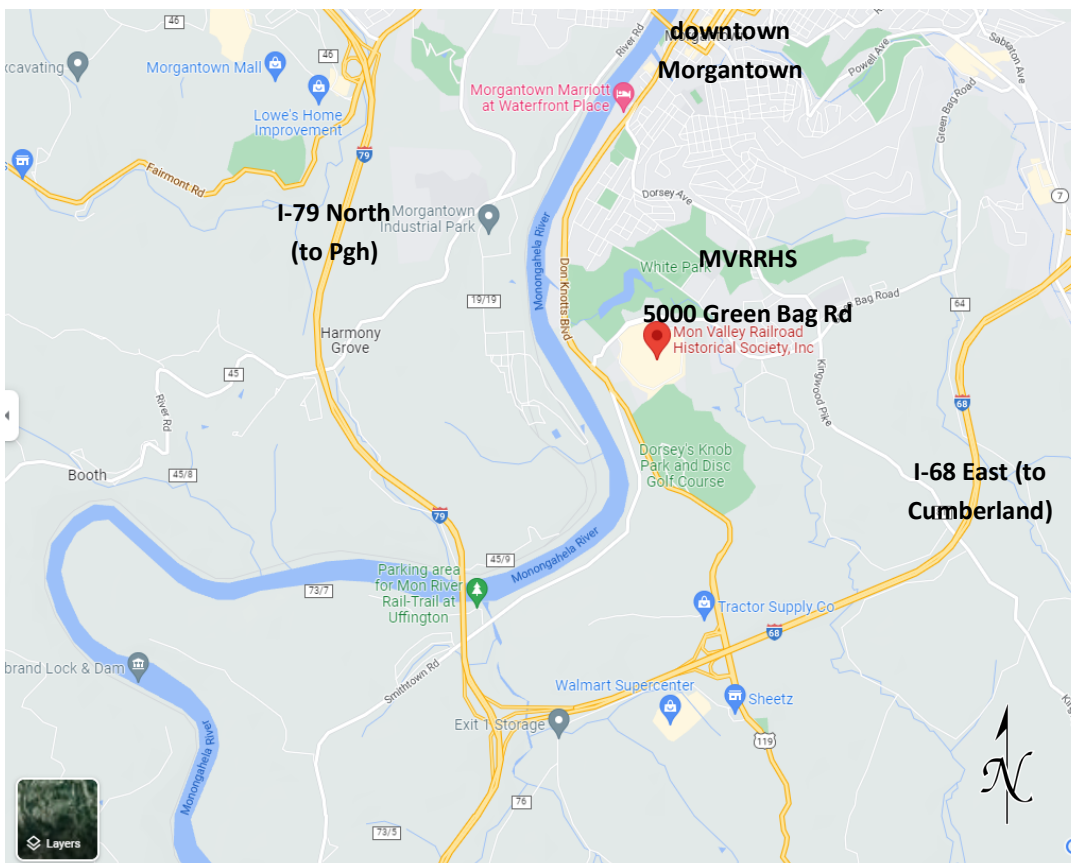 46
River Rd
downtown
Morgantown
Morgantown
Sabraton Ave
Powell Ave
46
xcavating
Morgantown Mall
Morgantown Marriott
at Waterfront Place
Green Bag Road
Lowe's Home
Improvement
79
Fairmont Rd
Dorsey Ave
7
I-79 North
(to Pgh)
Morgantown
Industrial Park
Monongahela River
MVRRHS
White Park
Don Knotts Blvd
19/19
Bag Road
64
5000 Green Bag Rd
Mon Valley Railroad
Historical Society, Inc
Harmony
Grove
45
River Rd
Kingwood Pike
68
Dorsey's Knob
Park and Disc
Golf Course
Booth
45/8
I-68 East (to
Cumberland)
79
45/9
Monongahela River
Parking area
for Mon River
Rail-Trail at
Uffington
73/7
Tractor Supply Co
68
brand Lock & Dam
Smithtown Rd
Walmart Supercenter
Sheetz
Exit 1 Storage
119
Monongahela River
N
76
73/5
Layers